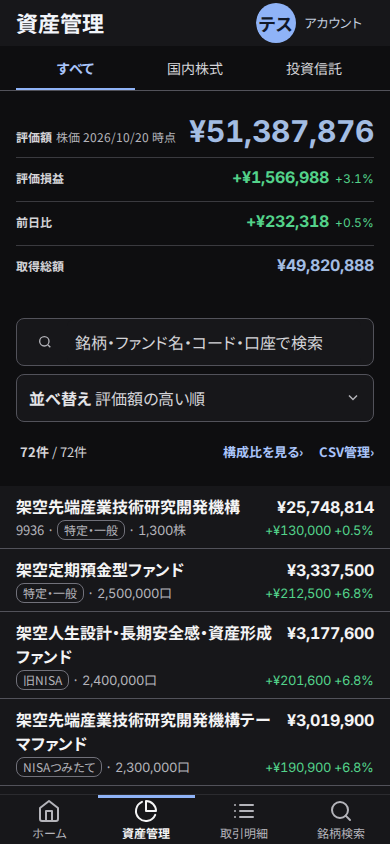 資産管理
テス アカウント
すべて 国内株式 投資信託
評価額 株価 2026/10/20 時点 ¥51,387,876
評価損益 +¥1,566,988 +3.1%
前日比 +¥232,318 +0.5%
取得総額 ¥49,820,888
銘柄・ファンド名・コード・口座で検索
並べ替え 評価額の高い順
72件 / 72件 構成比を見る› CSV管理›
架空先端産業技術研究開発機構 ¥25,748,814
9936 · 特定・一般 · 1,300株 +¥130,000 +0.5%
架空定期預金型ファンド ¥3,337,500
特定・一般 · 2,500,000口 +¥212,500 +6.8%
架空人生設計・長期安全感・資産形成 ¥3,177,600
ファンド
旧NISA · 2,400,000口 +¥201,600 +6.8%
架空先端産業技術研究開発機構テー ¥3,019,900
マファンド
NISAつみたて · 2,300,000口 +¥190,900 +6.8%
ホーム 資産管理 取引明細 銘柄検索